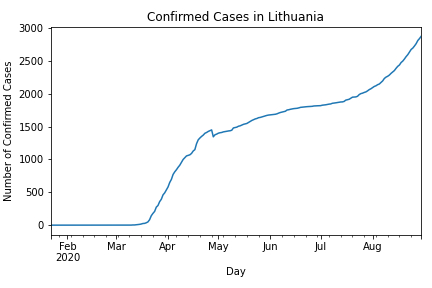 Confirmed Cases in Lithuania
3000
2500
2000
1500
1000
500
0
Number of Confirmed Cases
Feb Mar Apr May Jun Jul Aug
2020
Day